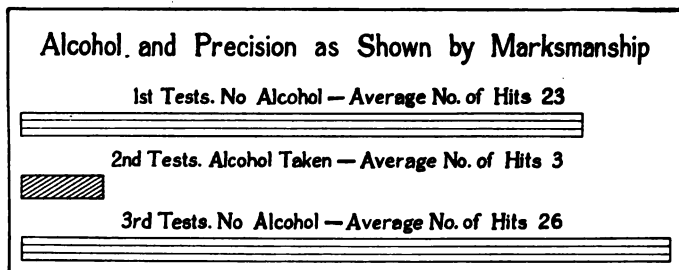 Alcohol. and Precision as Shown by Marksmanship
1st Tests. No Alcohol — Average No. of Hits 23
2nd Tests. Alcohol Taken — Average No. of Hits 3
3rd Tests. No Alcohol — Average No. of Hits 26